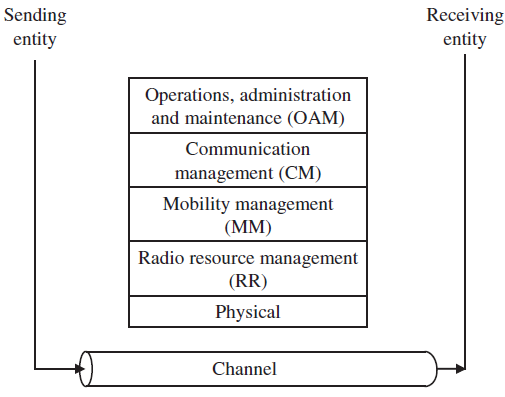 Sending
entity
Receiving
entity
Operations, administration
and maintenance (OAM)
Communication
management (CM)
Mobility management
(MM)
Radio resource management
(RR)
Physical
Channel